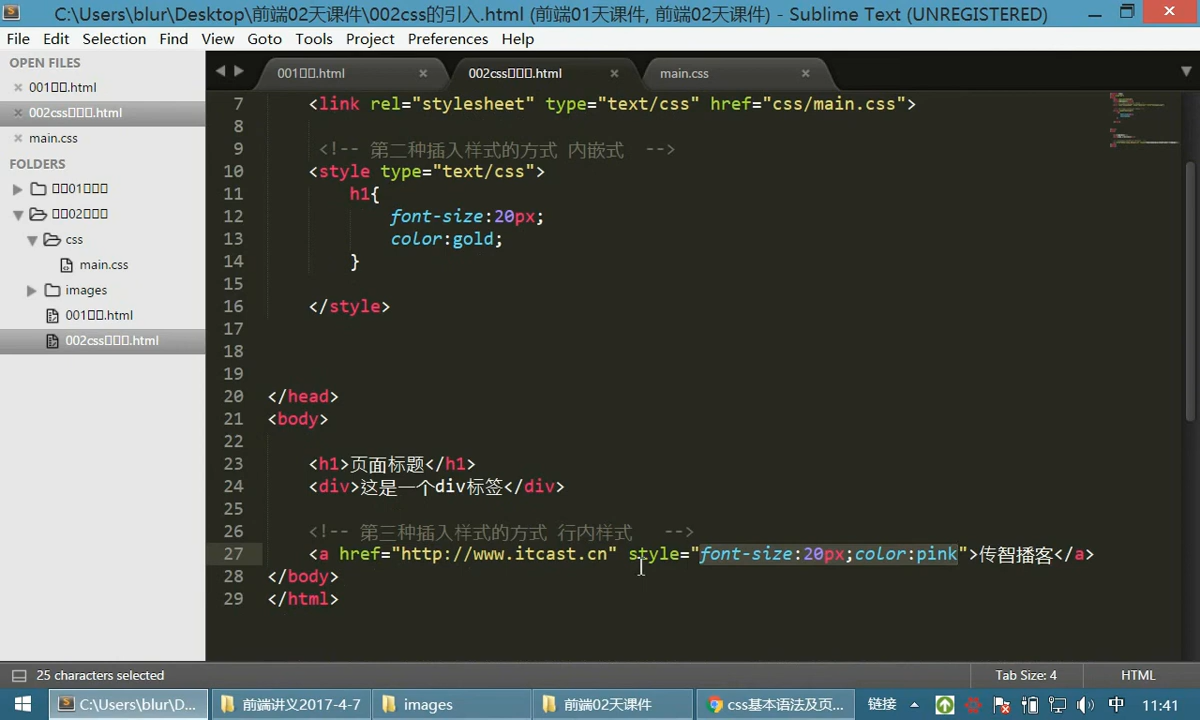 C:\Users\blur\Desktop\前端02天课件\002css的引入.html (前端01天课件, 前端02天课件) - Sublime Text (UNREGISTERED)
File Edit Selection Find View Goto Tools Project Preferences Help
OPEN FILES
001□□.html
002css□□□.html
main.css
FOLDERS
□□01□□□
□□02□□□
css
main.css
images
001□□.html
002css□□□.html
001□□.html
002css□□□.html
main.css
7 <link rel="stylesheet" type="text/css" href="css/main.css">
8
9 <!-- 第二种插入样式的方式 内嵌式 -->
10 <style type="text/css">
11 h1{
12 font-size:20px;
13 color:gold;
14 }
15
16 </style>
17
18
19
20 </head>
21 <body>
22
23 <h1>页面标题</h1>
24 <div>这是一个div标签</div>
25
26 <!-- 第三种插入样式的方式 行内样式 -->
27 <a href="http://www.itcast.cn" style="font-size:20px;color:pink">传智播客</a>
28 </body>
29 </html>
25 characters selected
Tab Size: 4
HTML
C:\Users\blur\D...
前端讲义2017-4-7
images
前端02天课件
css基本语法及页...
链接
中
11:41